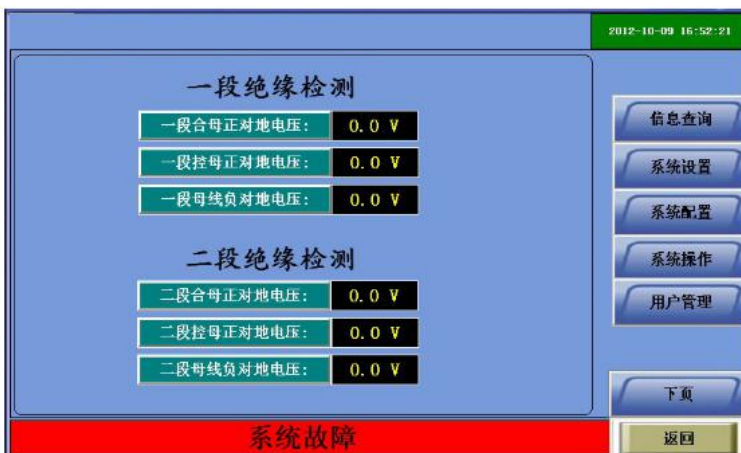 2012-10-09 16:52:21
一段绝缘检测
一段合母正对地电压: 0.0 V
一段控母正对地电压: 0.0 V
一段母线负对地电压: 0.0 V
二段绝缘检测
二段合母正对地电压: 0.0 V
二段控母正对地电压: 0.0 V
二段母线负对地电压: 0.0 V
信息查询
系统设置
系统配置
系统操作
用户管理
下页
系统故障
返回